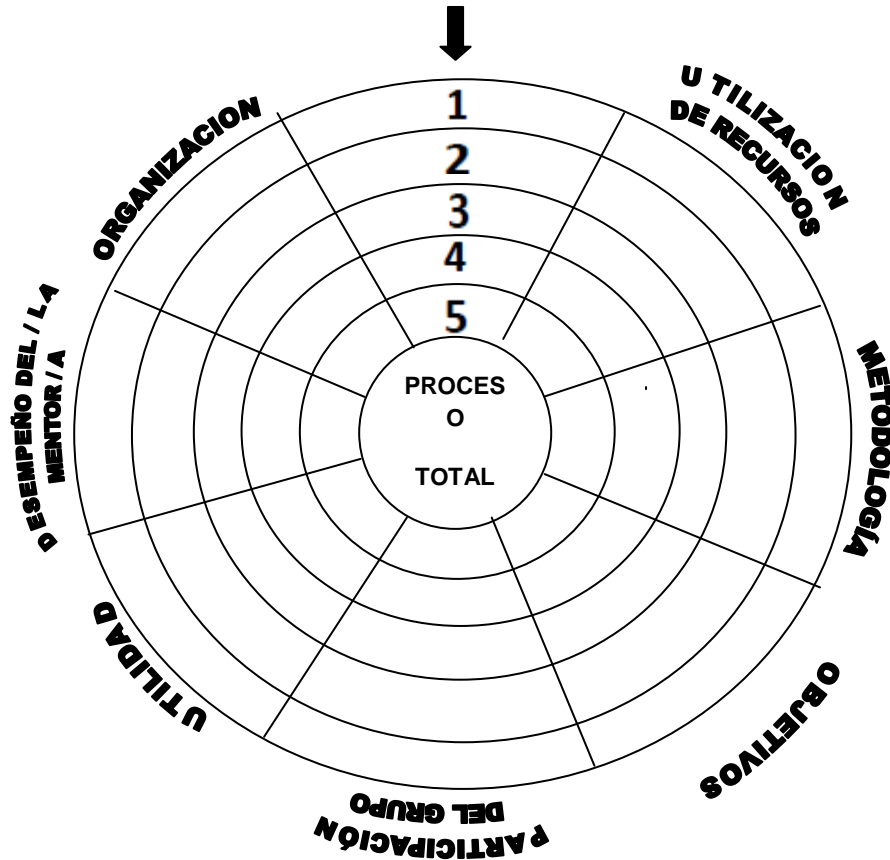 1
2
3
4
5
PROCES
O
TOTAL
U TILIZACION
DE RECURSOS
METODOLOGÍA
OBJETIVOS
PARTICIPACIÓN
DEL GRUPO
UTILIDAD
D ESEMPEÑO DEL / LA
MENTOR / A
ORGANIZACION